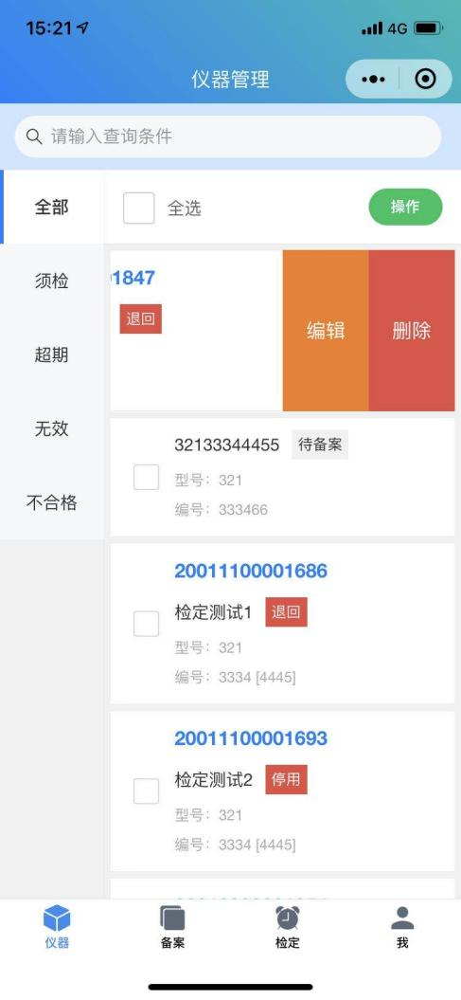 15:21
4G
仪器管理
请输入查询条件
全部
须检
超期
无效
不合格
全选
操作
1847
退回
编辑
删除
32133344455 待备案
型号：321
编号：333466
20011100001686
检定测试1 退回
型号：321
编号：3334 [4445]
20011100001693
检定测试2 停用
型号：321
编号：3334 [4445]
仪器
备案
检定
我